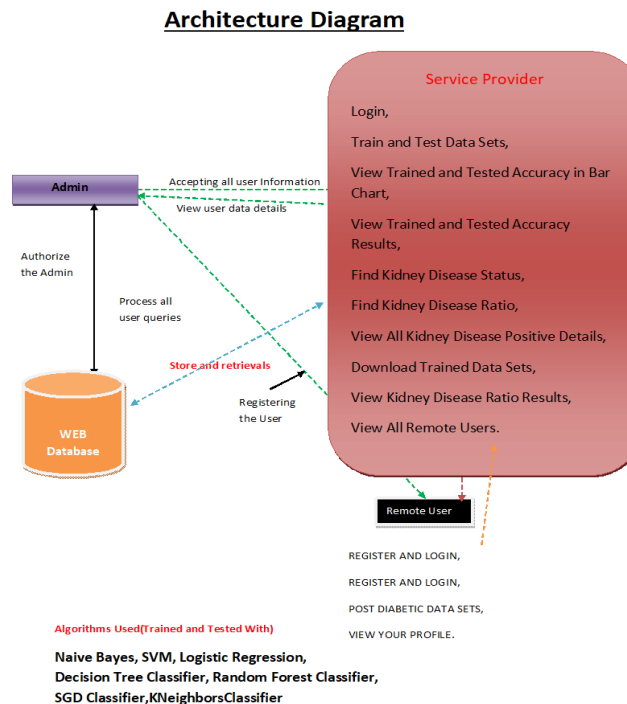 Architecture Diagram
Service Provider
Login,
Train and Test Data Sets,
View Trained and Tested Accuracy in Bar
Chart,
View Trained and Tested Accuracy
Results,
Find Kidney Disease Status,
Find Kidney Disease Ratio,
View All Kidney Disease Positive Details,
Download Trained Data Sets,
View Kidney Disease Ratio Results,
View All Remote Users.
Admin
Accepting all user Information
View user data details
Authorize
the Admin
Process all
user queries
Store and retrievals
Registering
the User
WEB
Database
Remote User
REGISTER AND LOGIN,
REGISTER AND LOGIN,
POST DIABETIC DATA SETS,
VIEW YOUR PROFILE.
Algorithms Used(Trained and Tested With)
Naive Bayes, SVM, Logistic Regression,
Decision Tree Classifier, Random Forest Classifier,
SGD Classifier,KNeighborsClassifier